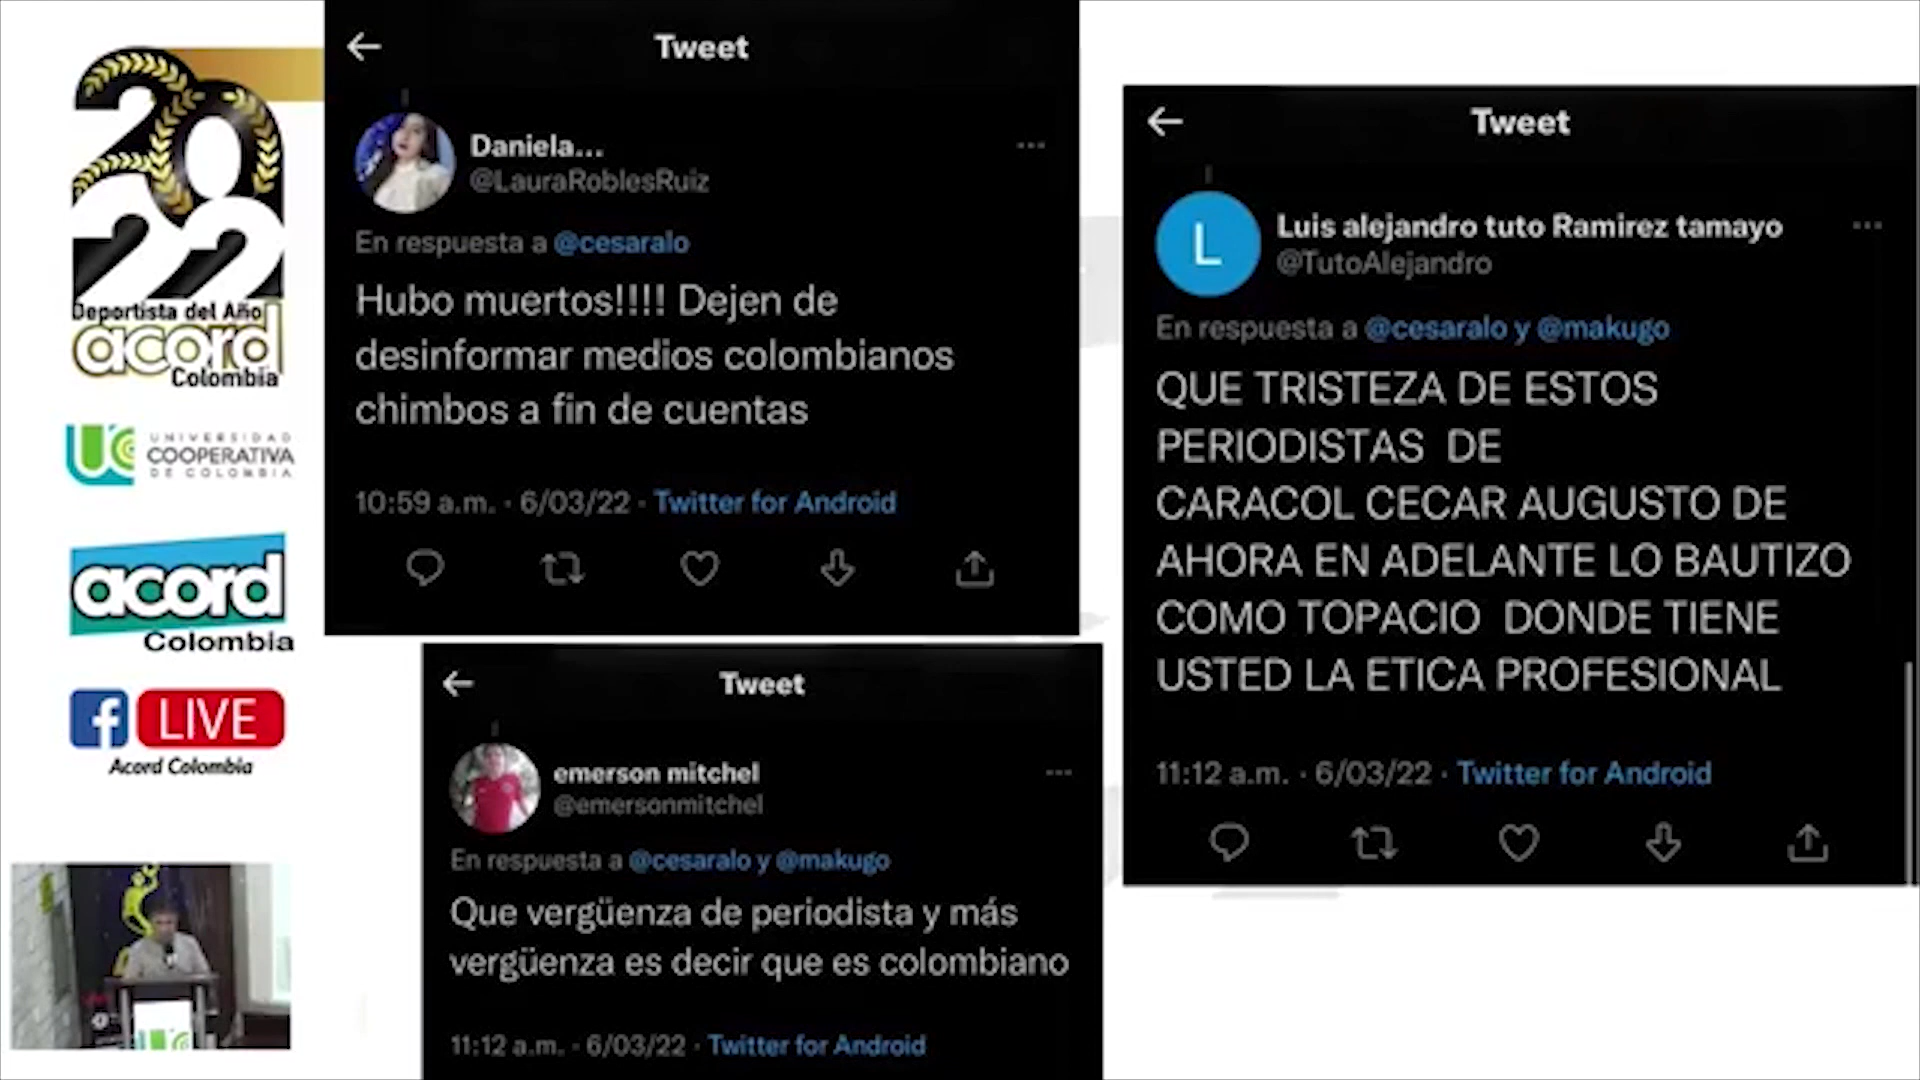 2022
Deportista del Año
acord
Colombia
UC UNIVERSIDAD
COOPERATIVA
DE COLOMBIA
acord
Colombia
f LIVE
Acord Colombia
Tweet
Daniela...
@LauraRoblesRuiz
En respuesta a @cesaralo
Hubo muertos!!!! Dejen de
desinformar medios colombianos
chimbos a fin de cuentas
10:59 a.m. · 6/03/22 · Twitter for Android
Tweet
emerson mitchel
@emersonmitchel
En respuesta a @cesaralo y @makugo
Que vergüenza de periodista y más
vergüenza es decir que es colombiano
11:12 a.m. · 6/03/22 · Twitter for Android
Tweet
L
Luis alejandro tuto Ramirez tamayo
@TutoAlejandro
En respuesta a @cesaralo y @makugo
QUE TRISTEZA DE ESTOS
PERIODISTAS  DE
CARACOL CECAR AUGUSTO DE
AHORA EN ADELANTE LO BAUTIZO
COMO TOPACIO  DONDE TIENE
USTED LA ETICA PROFESIONAL
11:12 a.m. · 6/03/22 · Twitter for Android